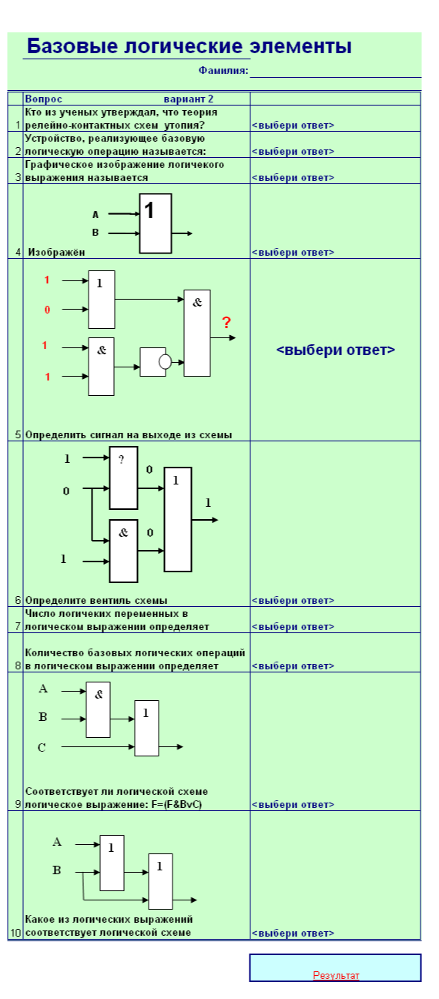 Базовые логические элементы
Фамилия:
Вопрос вариант 2
Кто из ученых утверждал, что теория
1 релейно-контактных схем утопия? <выбери ответ>
Устройство, реализующее базовую
2 логическую операцию называется: <выбери ответ>
Графическое изображение логичекого
3 выражения называется <выбери ответ>
1
A
B
4 Изображён <выбери ответ>
1
1
&
0
?
1
&
<выбери ответ>
1
5 Определить сигнал на выходе из схемы
1
?
0
1
0
1
&
0
1
6 Определите вентиль схемы <выбери ответ>
Число логичеких переменных в
7 логическом выражении определяет <выбери ответ>
Количество базовых логических операций
8 в логическом выражении определяет <выбери ответ>
A
&
1
B
C
Соответствует ли логической схеме
9 логическое выражение: F=(F&BvC) <выбери ответ>
A
1
1
B
Какое из логических выражений
10 соответствует логической схеме <выбери ответ>
Результат